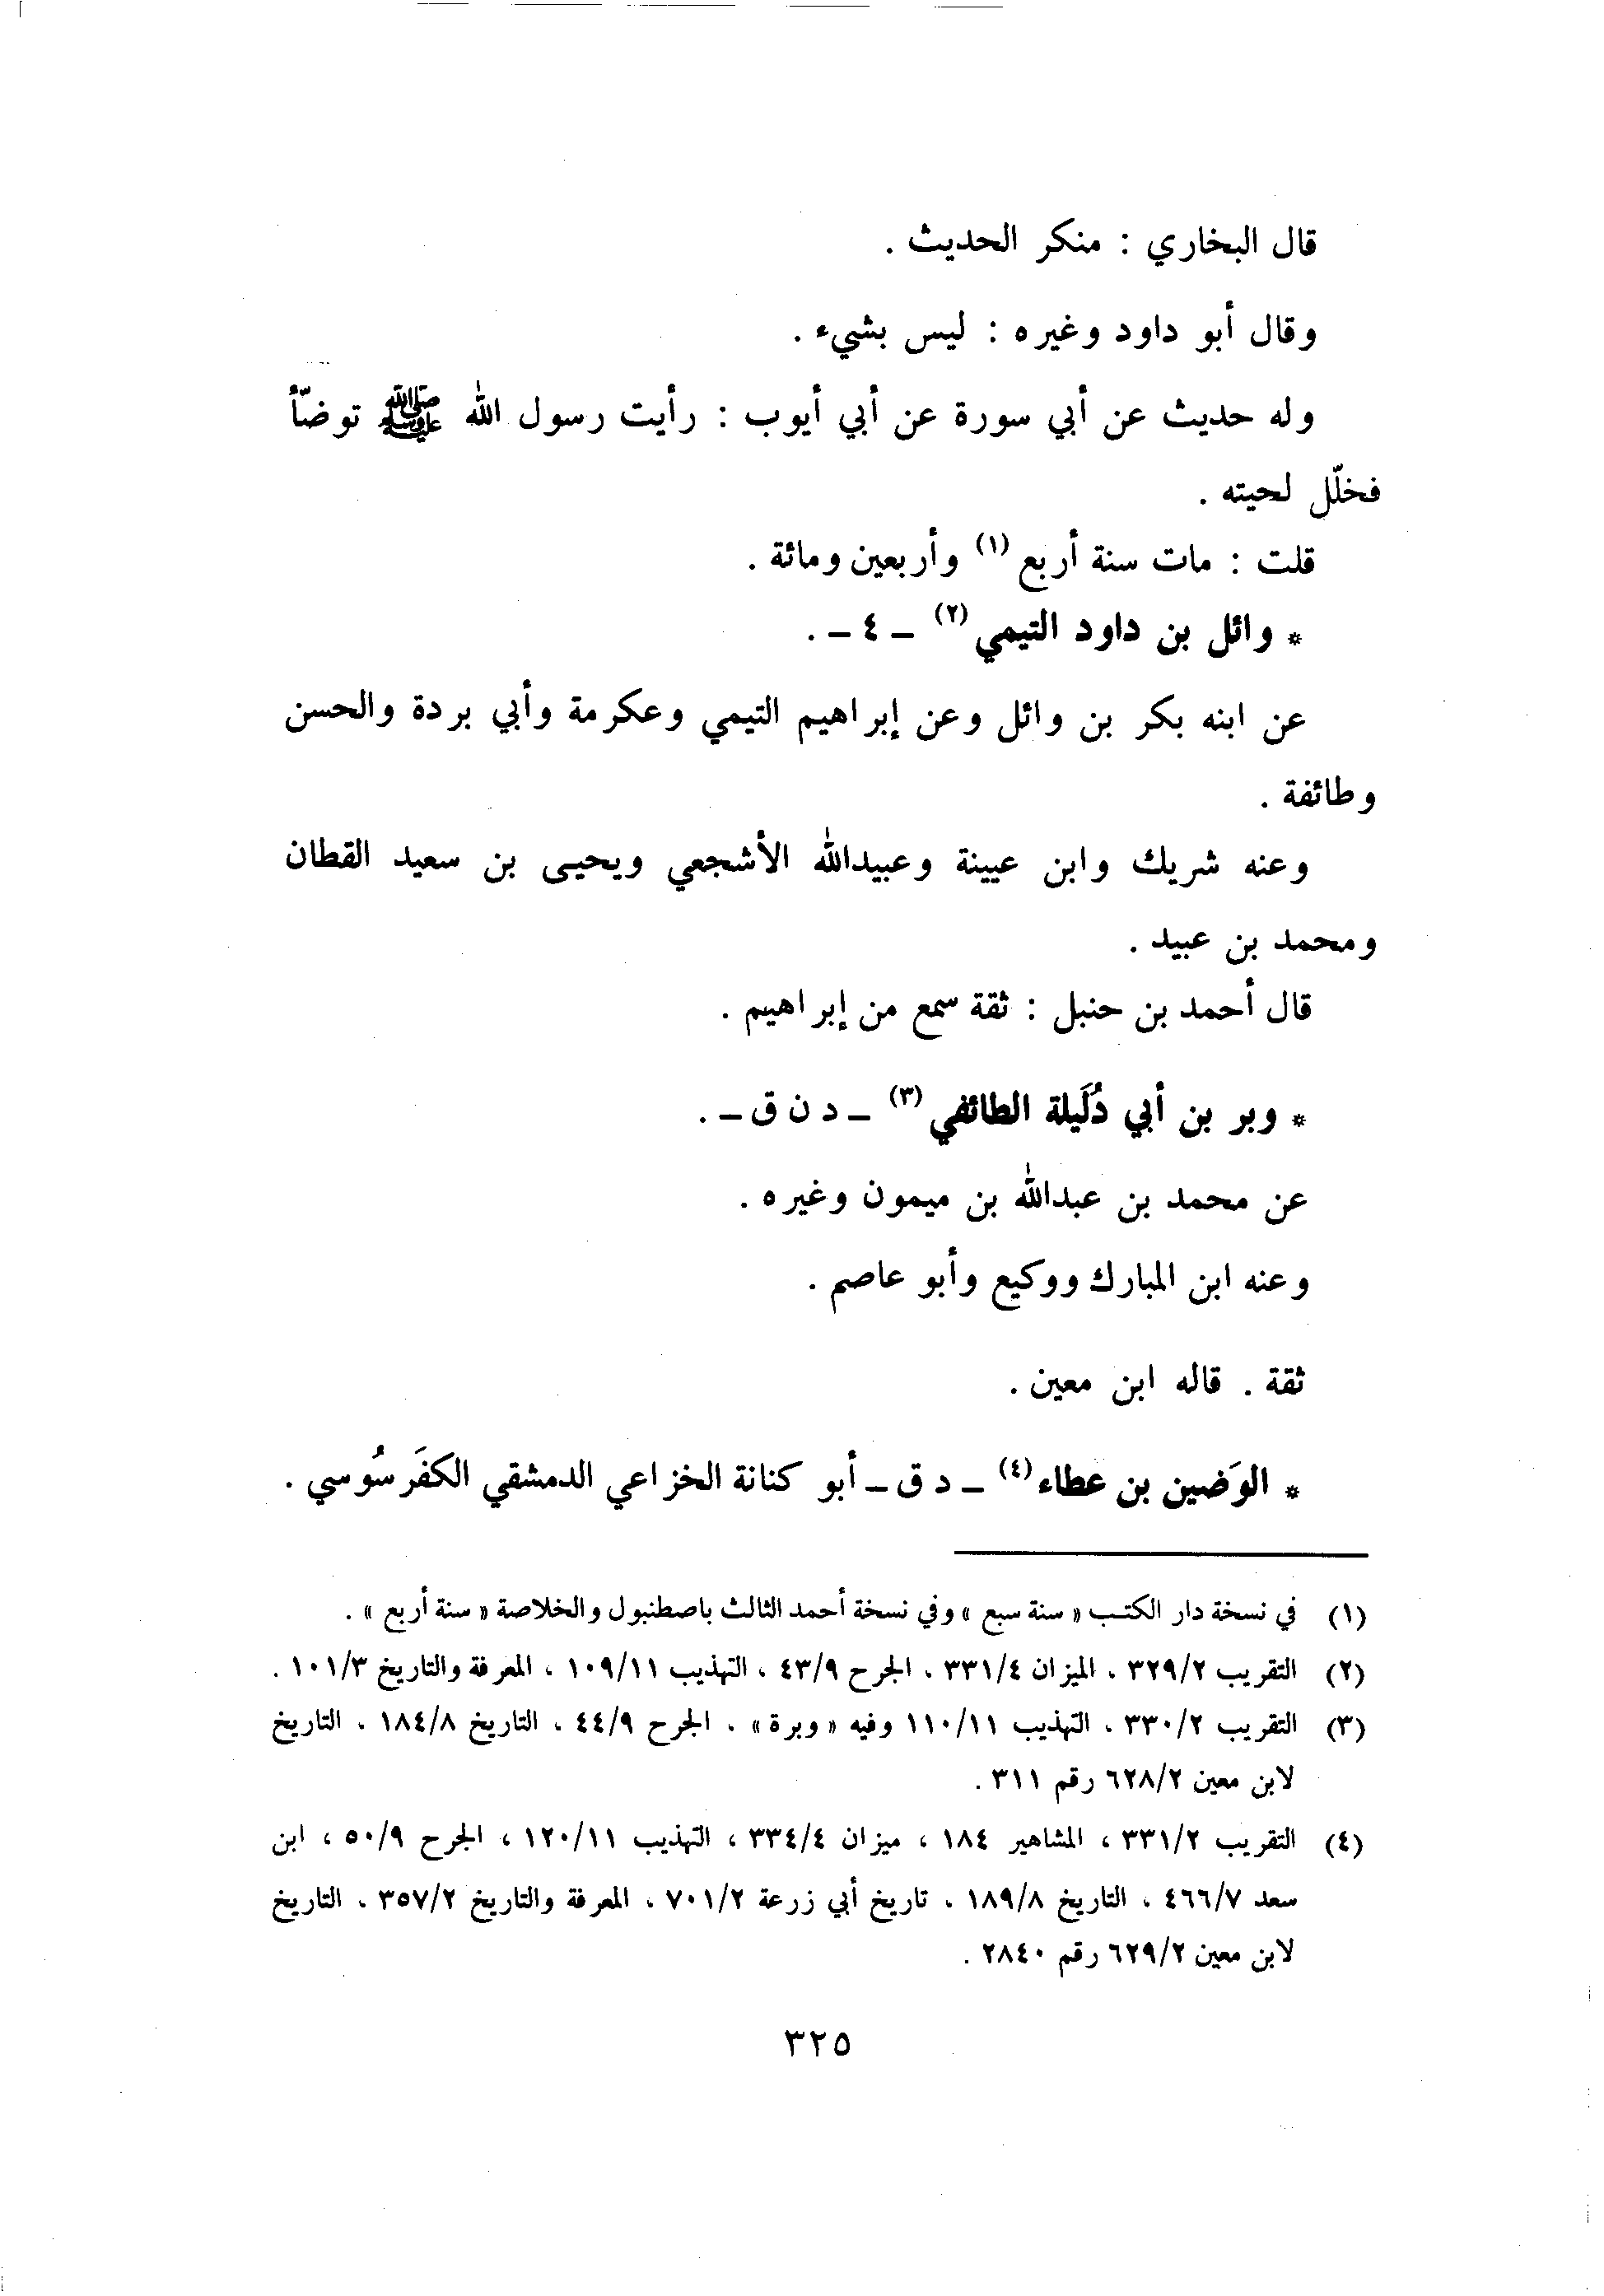 قال البخاري : منكر الحديث .
وقال أبو داود وغيره : ليس بشيء .
وله حديث عن أبي سورة عن أبي أيوب : رأيت رسول الله ﷺ توضّأ
فخلّل لحيته .
قلت : مات سنة أربع (١) وأربعين ومائة .
* وائل بن داود التيمي (٢) ـ ٤ ـ .
عن ابنه بكر بن وائل وعن إبراهيم التيمي وعكرمة وأبي بردة والحسن
وطائفة .
وعنه شريك وابن عيينة وعبيدالله الأشجعي ويحيى بن سعيد القطان
ومحمد بن عبيد .
قال أحمد بن حنبل : ثقة سمع من إبراهيم .
* وبر بن أبي دُلَيلة الطائفي (٣) ـ د ن ق ـ .
عن محمد بن عبدالله بن ميمون وغيره .
وعنه ابن المبارك ووكيع وأبو عاصم .
ثقة . قاله ابن معين .
* الوَضين بن عطاء (٤) ـ د ق ـ أبو كنانة الخزاعي الدمشقي الكفَرسُوسي .
(١) في نسخة دار الكتب « سنة سبع » وفي نسخة أحمد الثالث باصطنبول والخلاصة « سنة أربع » .
(٢) التقريب ٣٢٩/٢ ، الميزان ٣٣١/٤ ، الجرح ٤٣/٩ ، التهذيب ١٠٩/١١ ، المعرفة والتاريخ ١٠١/٣ .
(٣) التقريب ٣٣٠/٢ ، التهذيب ١١٠/١١ وفيه « وبرة » ، الجرح ٤٤/٩ ، التاريخ ١٨٤/٨ ، التاريخ
لابن معين ٦٢٨/٢ رقم ٣١١ .
(٤) التقريب ٣٣١/٢ ، المشاهير ١٨٤ ، ميزان ٣٣٤/٤ ، التهذيب ١٢٠/١١ ، الجرح ٥٠/٩ ، ابن
سعد ٤٦٦/٧ ، التاريخ ١٨٩/٨ ، تاريخ أبي زرعة ٧٠١/٢ ، المعرفة والتاريخ ٣٥٧/٢ ، التاريخ
لابن معين ٦٢٩/٢ رقم ٢٨٤٠ .
٣٢٥